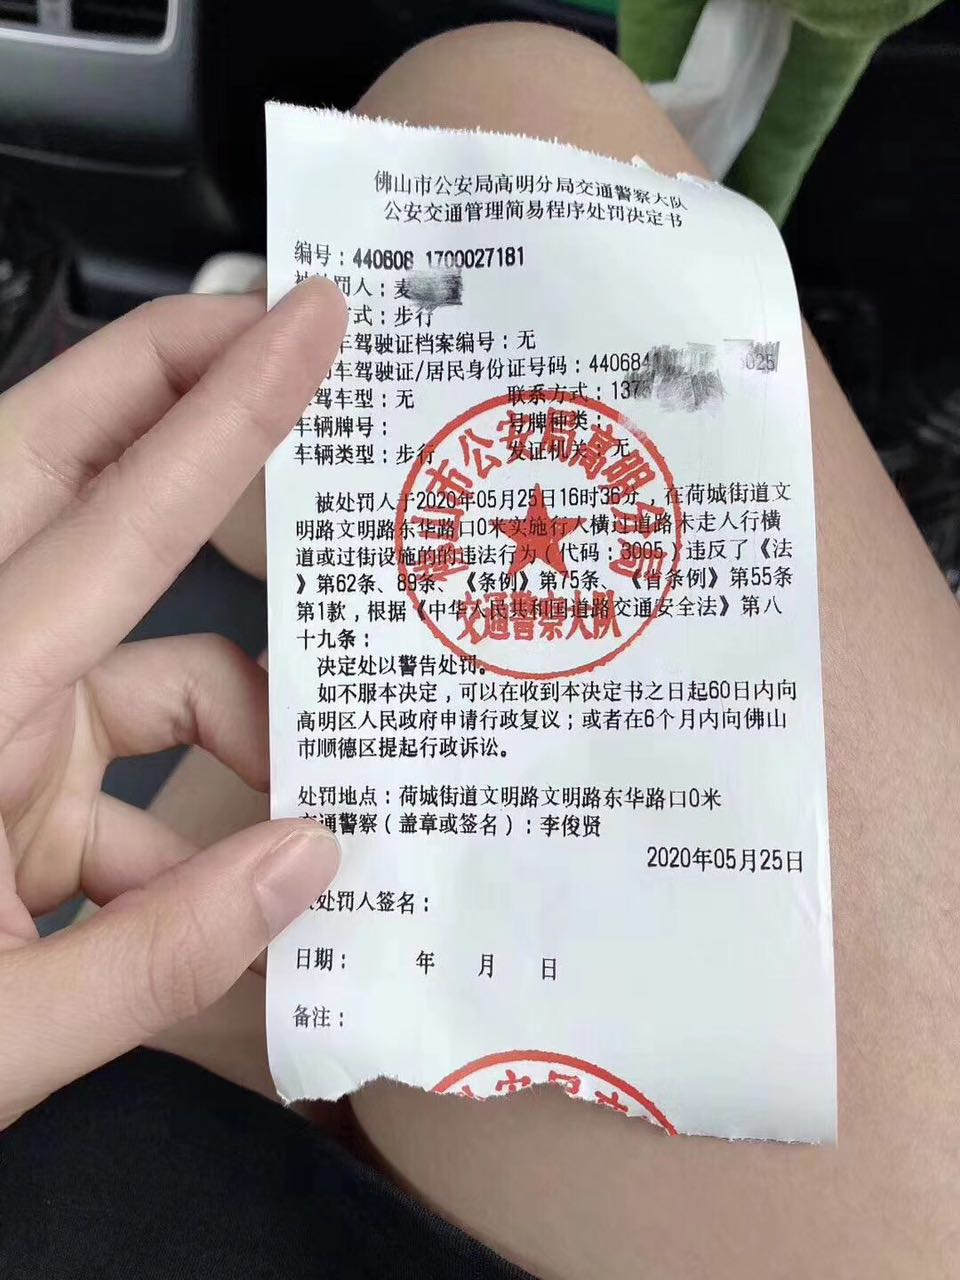 佛山市公安局高明分局交通警察大队
公安交通管理简易程序处罚决定书
编号：440608 1700027181
罚人：麦
式：步行
车驾驶证档案编号：无
车驾驶证/居民身份证号码：440684 3025
驾车型：无 联系方式：137
车辆牌号： 号牌种类：
车辆类型：步行 发证机关：无
被处罚人于2020年05月25日16时36分，在荷城街道文
明路文明路东华路口0米实施行人横过道路未走人行横
道或过街设施的的违法行为（代码：3005）违反了《法
》第62条、89条、《条例》第75条、《省条例》第55条
第1款，根据《中华人民共和国道路交通安全法》第八
十九条：
决定处以警告处罚。
如不服本决定，可以在收到本决定书之日起60日内向
高明区人民政府申请行政复议；或者在6个月内向佛山
市顺德区提起行政诉讼。
处罚地点：荷城街道文明路文明路东华路口0米
交通警察（盖章或签名）：李俊贤
2020年05月25日
处罚人签名：
日期： 年 月 日
备注：
佛山市公安局高明分局
交通警察大队